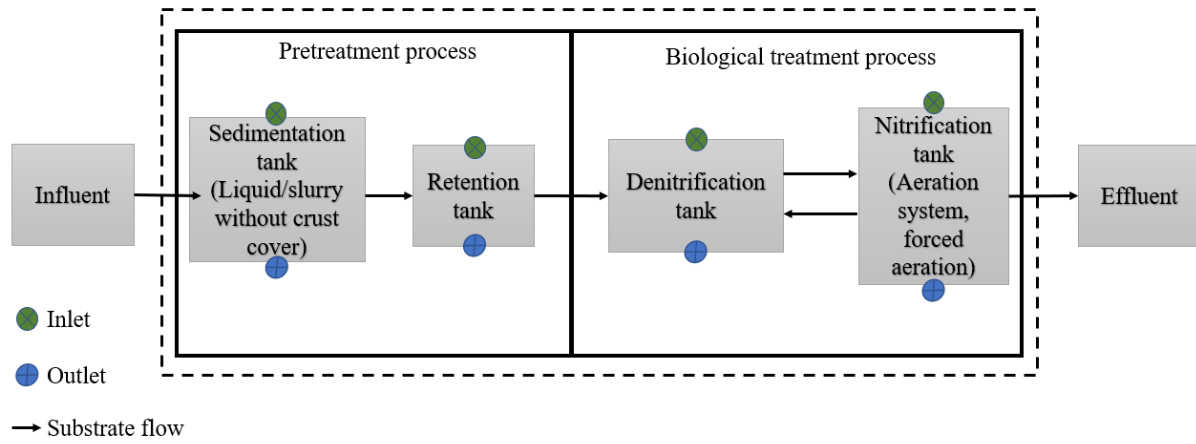 Pretreatment process
Biological treatment process
Influent
Sedimentation
tank
(Liquid/slurry
without crust
cover)
Retention
tank
Denitrification
tank
Nitrification
tank
(Aeration
system,
forced
aeration)
Effluent
Inlet
Outlet
Substrate flow